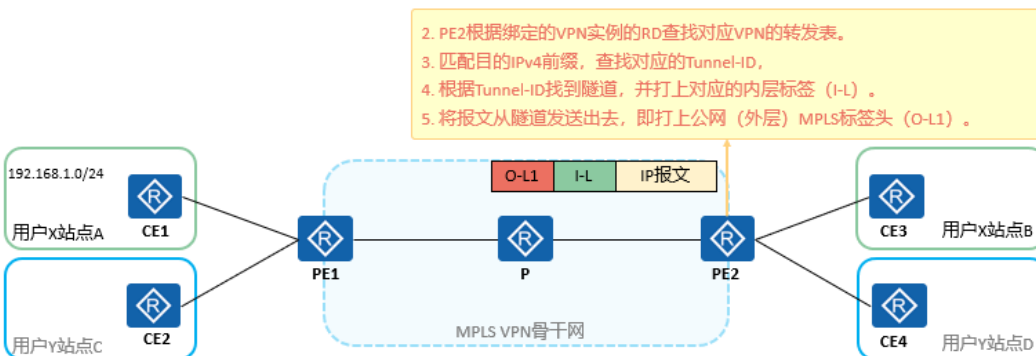 2. PE2根据绑定的VPN实例的RD查找对应VPN的转发表。
3. 匹配目的IPv4前缀，查找对应的Tunnel-ID，
4. 根据Tunnel-ID找到隧道，并打上对应的内层标签（I-L）。
5. 将报文从隧道发送出去，即打上公网（外层）MPLS标签头（O-L1）。
192.168.1.0/24
O-L1 I-L IP报文
R R R R R
用户X站点A CE1 CE3 用户X站点B
PE1 P PE2
R R
用户Y站点C CE2 MPLS VPN骨干网 CE4 用户Y站点D